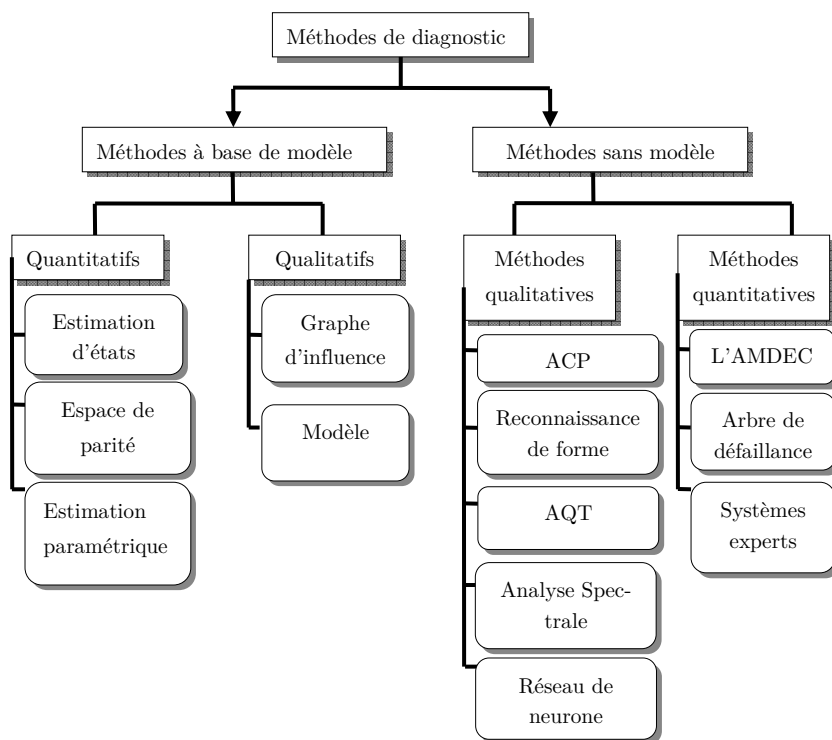 Méthodes de diagnostic
Méthodes à base de modèle
Méthodes sans modèle
Quantitatifs
Qualitatifs
Méthodes
qualitatives
Méthodes
quantitatives
Estimation
d'états
Espace de
parité
Estimation
paramétrique
Graphe
d'influence
Modèle
ACP
Reconnaissance
de forme
AQT
Analyse Spec-
trale
Réseau de
neurone
L'AMDEC
Arbre de
défaillance
Systèmes
experts